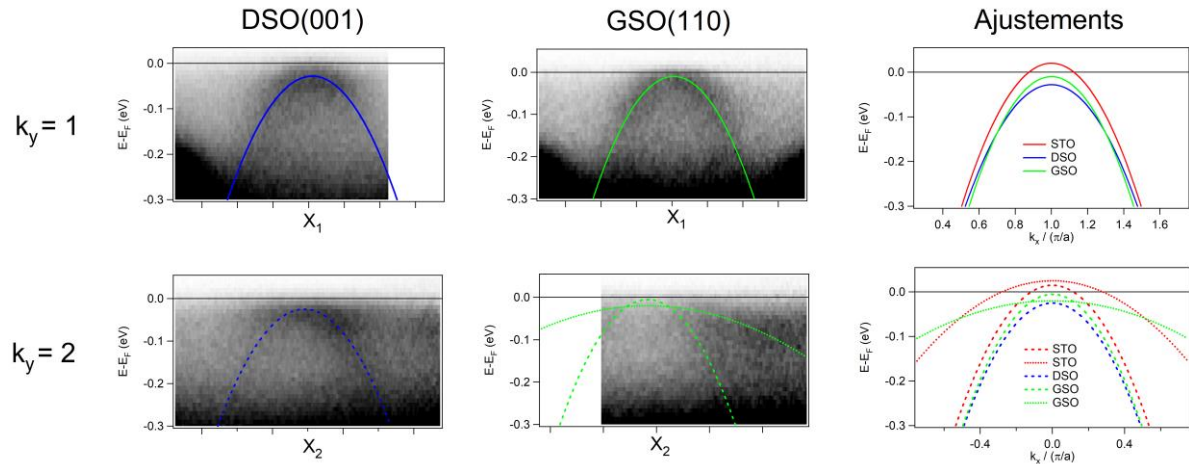 DSO(001)
GSO(110)
Ajustements
k_y = 1
E-E_F (eV)
0.0
-0.1
-0.2
-0.3
X_1
E-E_F (eV)
0.0
-0.1
-0.2
-0.3
X_1
E-E_F (eV)
0.0
-0.1
-0.2
-0.3
STO
DSO
GSO
0.4 0.6 0.8 1.0 1.2 1.4 1.6
k_x / (π/a)
k_y = 2
E-E_F (eV)
0.0
-0.1
-0.2
-0.3
X_2
E-E_F (eV)
0.0
-0.1
-0.2
-0.3
X_2
E-E_F (eV)
0.0
-0.1
-0.2
-0.3
STO
STO
DSO
GSO
GSO
-0.4 0.0 0.4
k_x / (π/a)